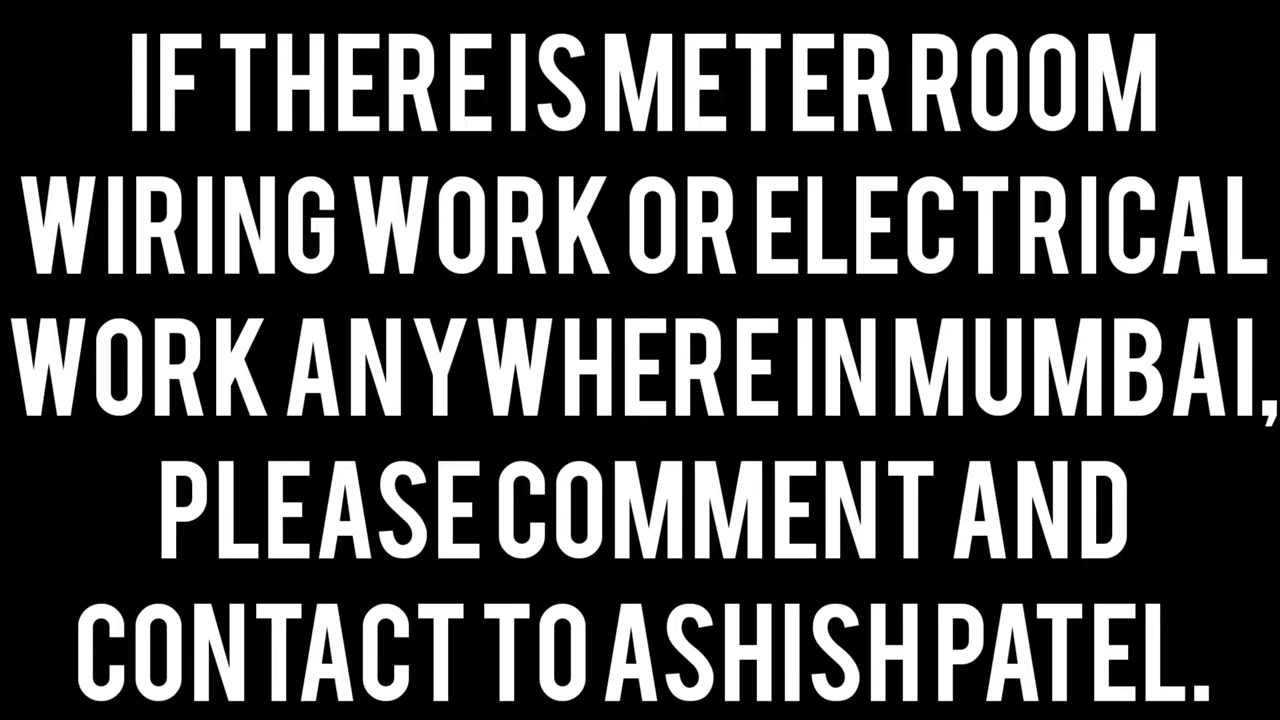 IF THERE IS METER ROOM
WIRING WORK OR ELECTRICAL
WORK ANYWHERE IN MUMBAI,
PLEASE COMMENT AND
CONTACT TO ASHISH PATEL.